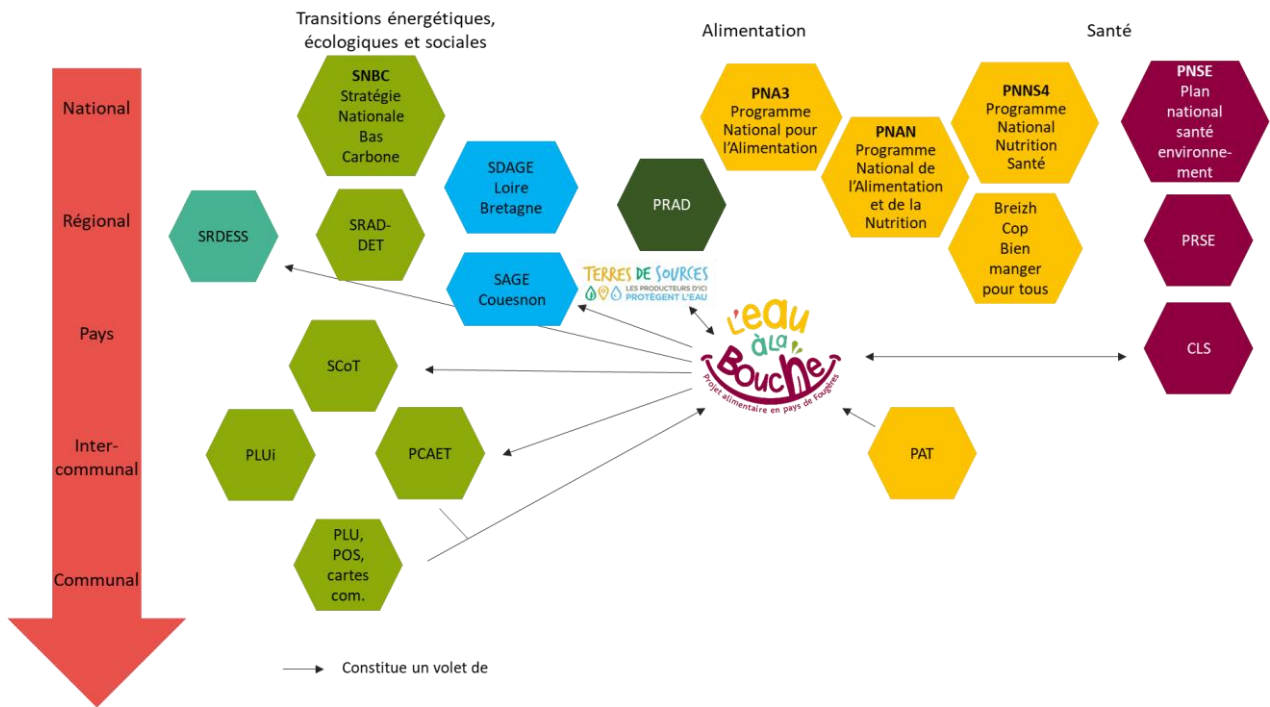 Transitions énergétiques,
écologiques et sociales
Alimentation
Santé
National
SNBC
Stratégie
Nationale
Bas
Carbone
PNA3
Programme
National pour
l'Alimentation
PNAN
Programme
National de
l'Alimentation
et de la
Nutrition
PNNS4
Programme
National
Nutrition
Santé
PNSE
Plan
national
santé
environne-
ment
Régional
SRDESS
SRAD-
DET
SDAGE
Loire
Bretagne
PRAD
Breizh
Cop
Bien
manger
pour tous
PRSE
SAGE
Couesnon
TERRES DE SOURCES
LES PRODUCTEURS D'ICI
PROTÈGENT L'EAU
Pays
SCoT
L'eau
à La
Bouche
Projet alimentaire en pays de Fougères
CLS
Inter-
communal
PLUi
PCAET
PAT
Communal
PLU,
POS,
cartes
com.
Constitue un volet de